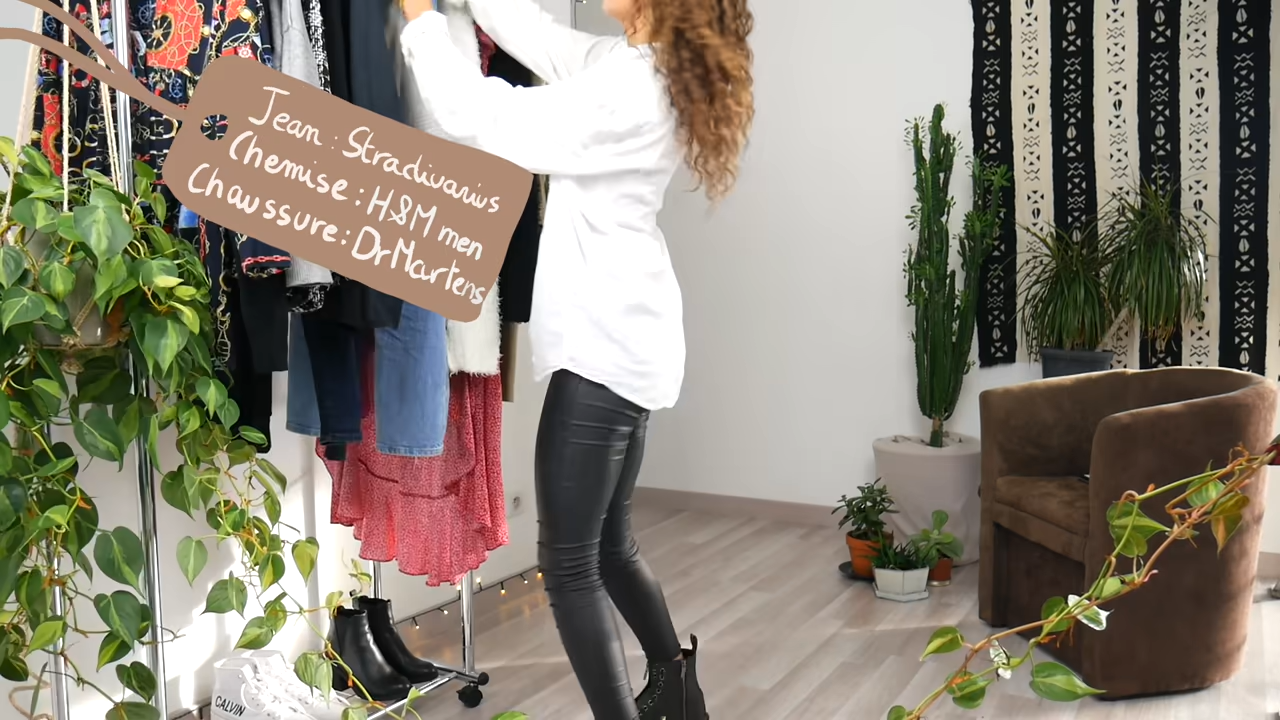 Jean : Stradivarius
Chemise : H&M men
Chaussure : DrMartens
CALVIN